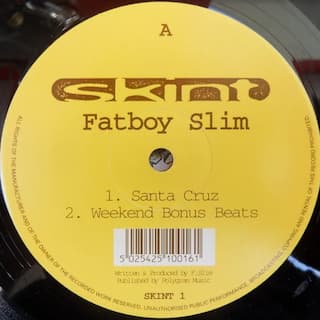 A
skint
Fatboy Slim
1. Santa Cruz
2. Weekend Bonus Beats
5 025425 100161
Written & Produced by F.Slim
Published by Polygram Music
SKINT 1
ALL RIGHTS OF THE MANUFACTURER AND OF THE OWNER OF THE RECORDED WORK RESERVED. UNAUTHORISED PUBLIC PERFORMANCE, BROADCASTING, COPYING AND RENTAL OF THIS RECORD PROHIBITED.